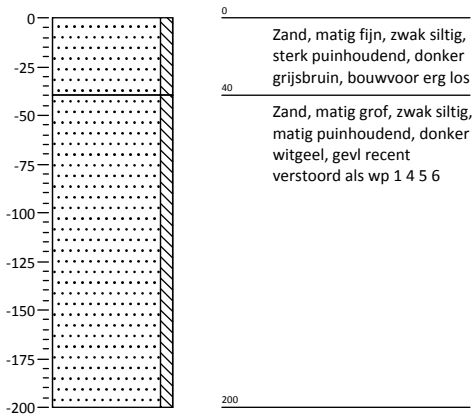 0
-25
-50
-75
-100
-125
-150
-175
-200
0
Zand, matig fijn, zwak siltig,
sterk puinhoudend, donker
grijsbruin, bouwvoor erg los
40
Zand, matig grof, zwak siltig,
matig puinhoudend, donker
witgeel, gevl recent
verstoord als wp 1 4 5 6
200